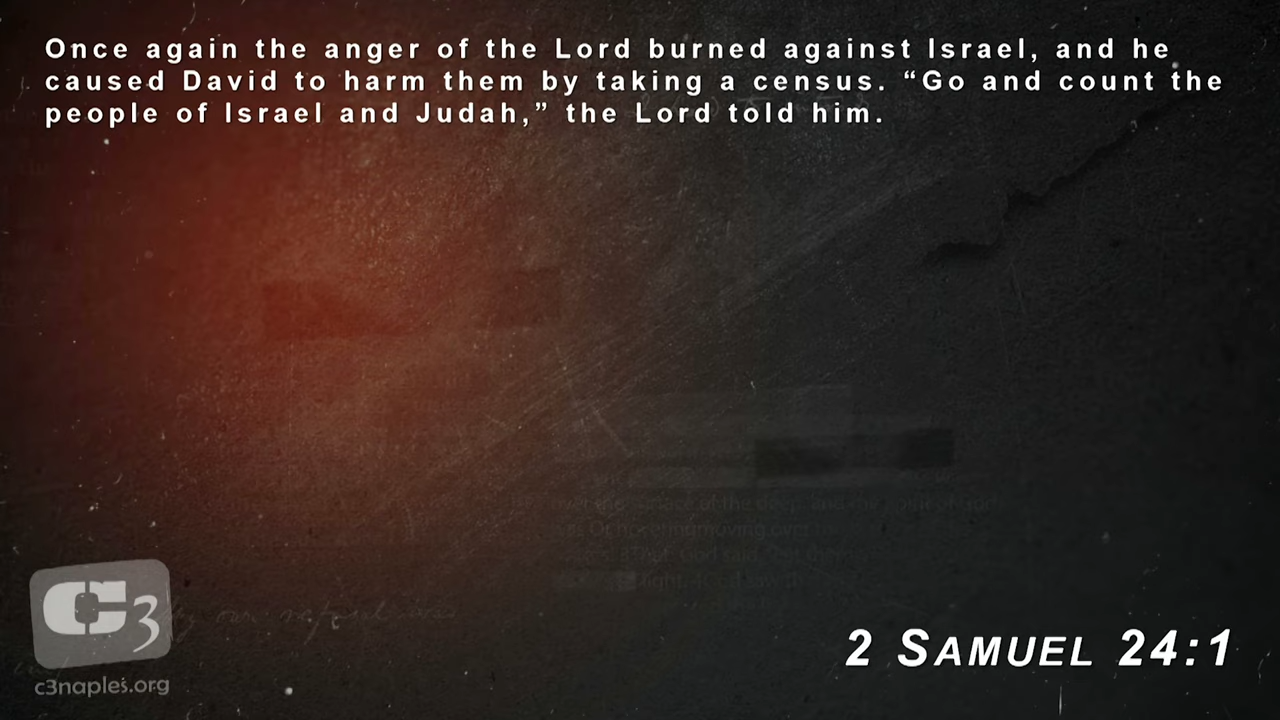 Once again the anger of the Lord burned against Israel, and he
caused David to harm them by taking a census. “Go and count the
people of Israel and Judah,” the Lord told him.
C3
c3naples.org
2 SAMUEL 24:1